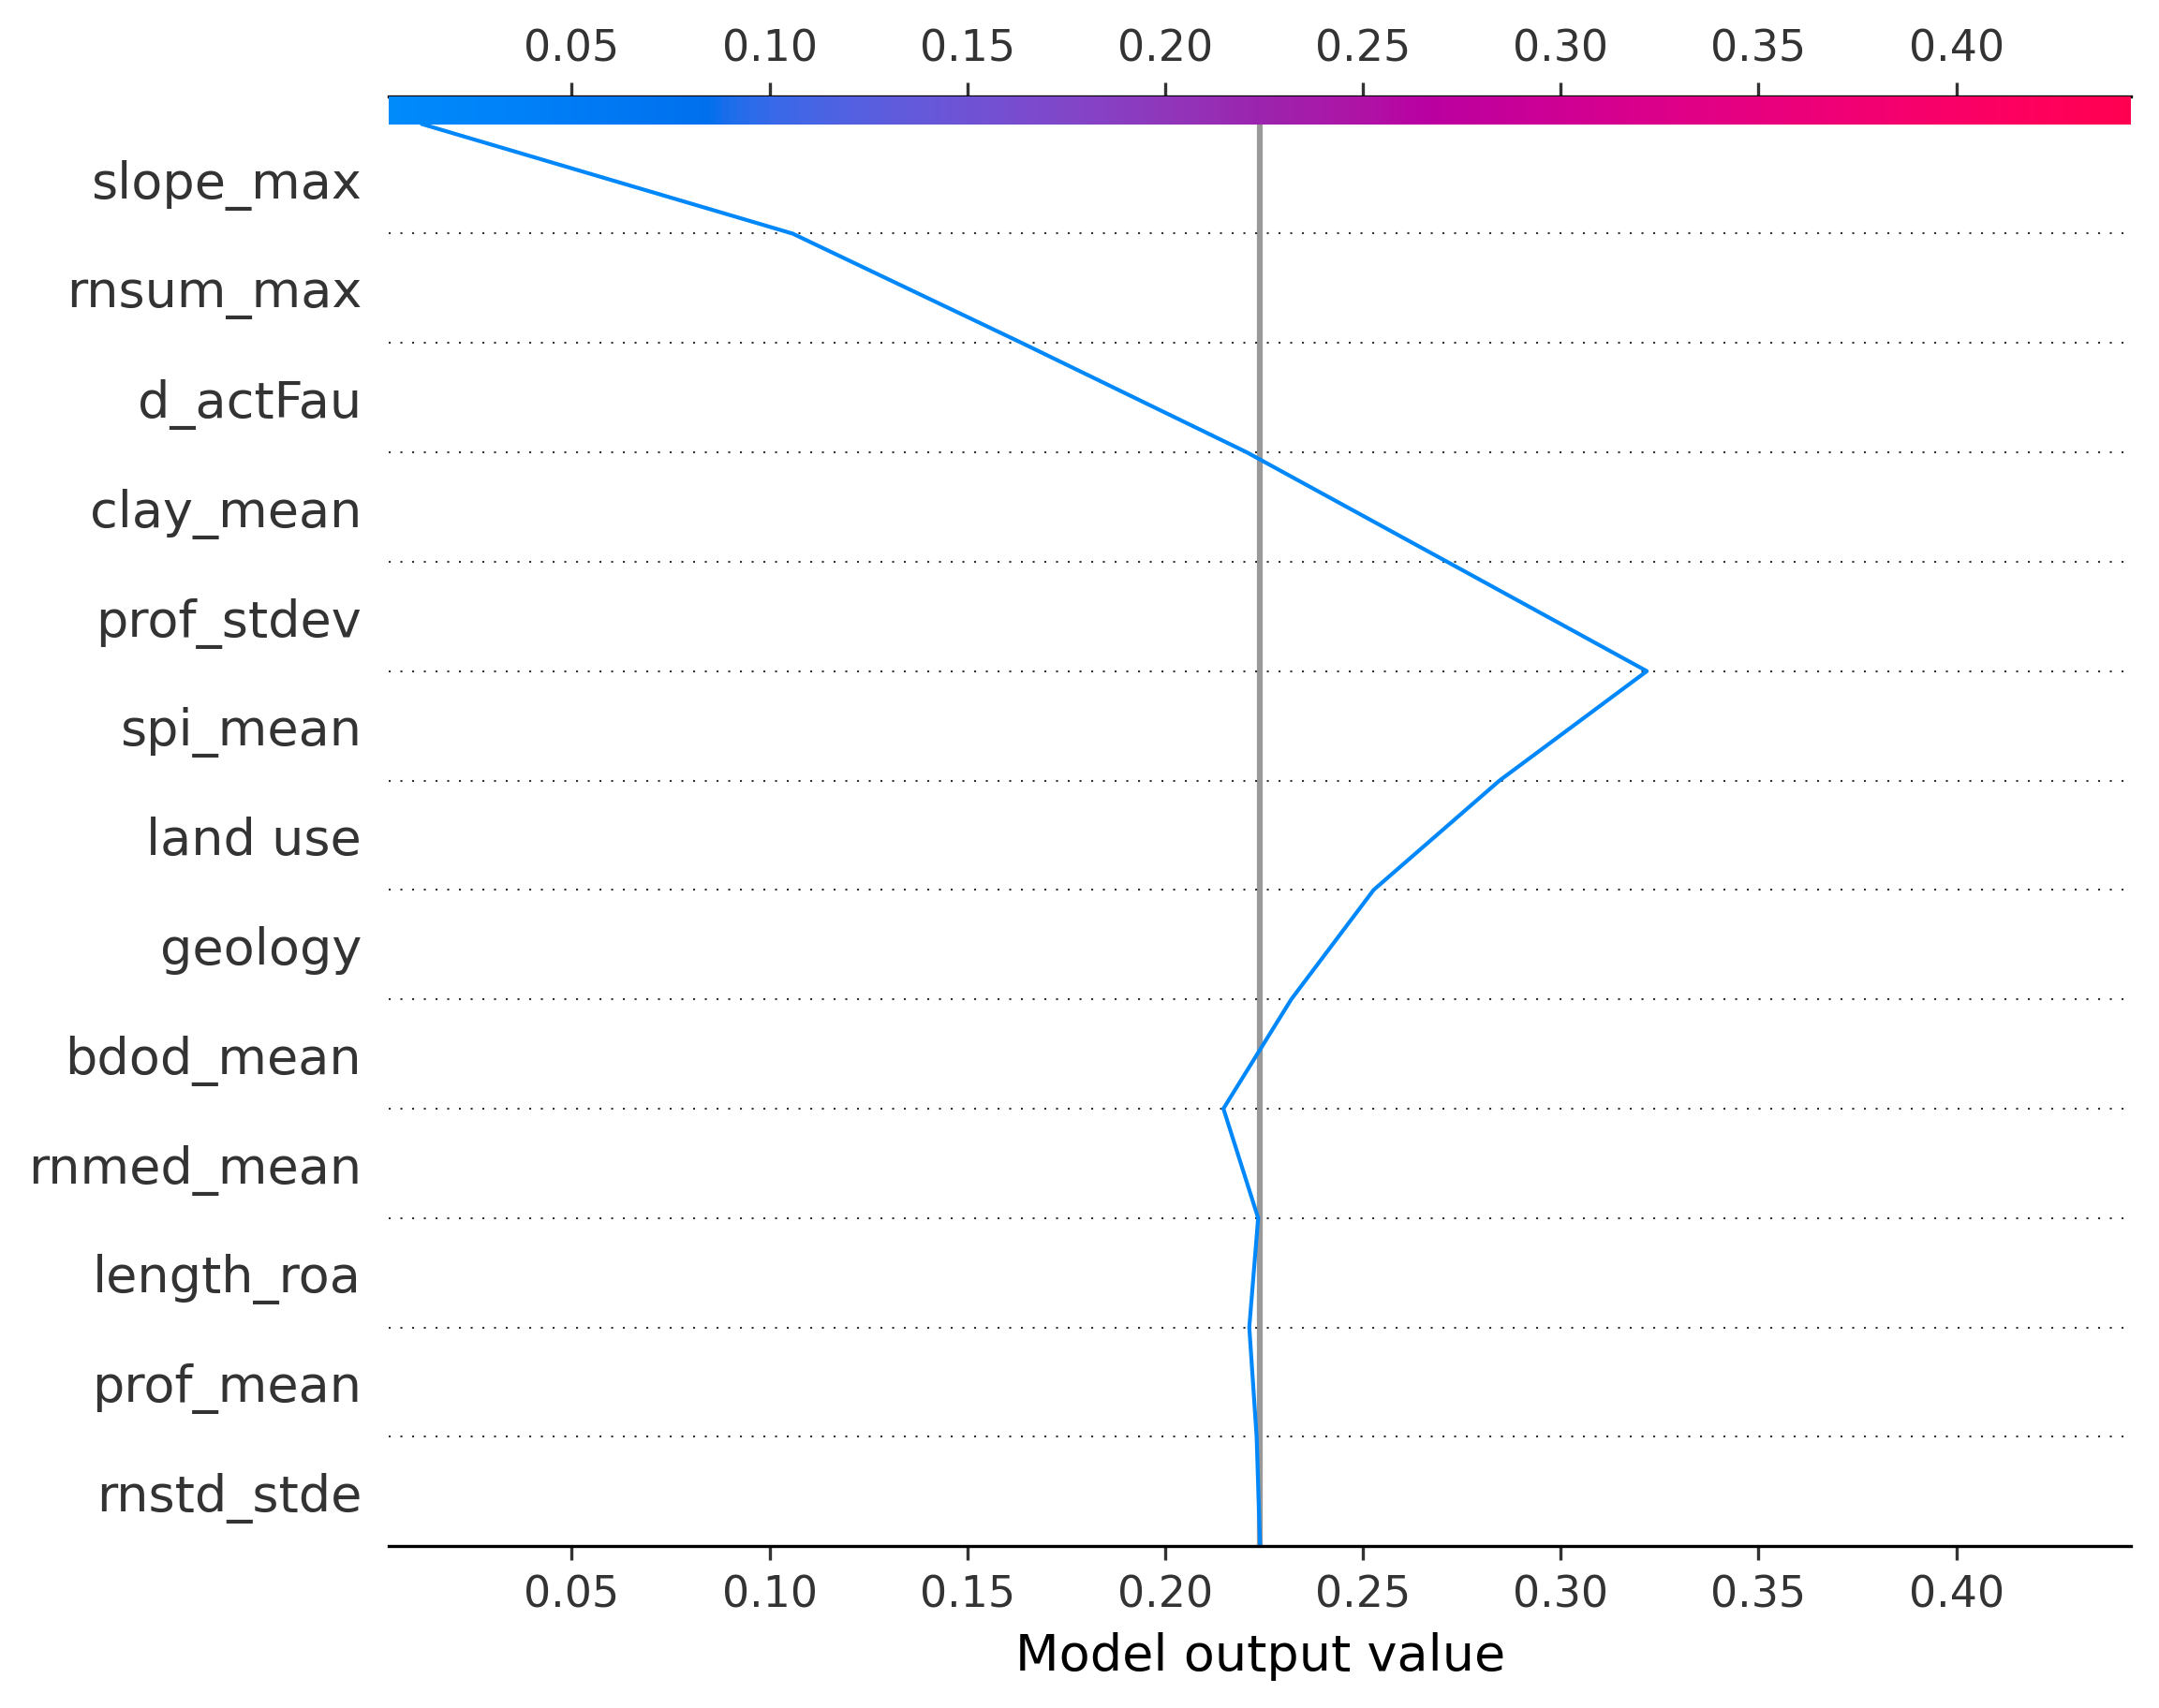 0.05 0.10 0.15 0.20 0.25 0.30 0.35 0.40
slope_max
rnsum_max
d_actFau
clay_mean
prof_stdev
spi_mean
land use
geology
bdod_mean
rnmed_mean
length_roa
prof_mean
rnstd_stde
0.05 0.10 0.15 0.20 0.25 0.30 0.35 0.40
Model output value